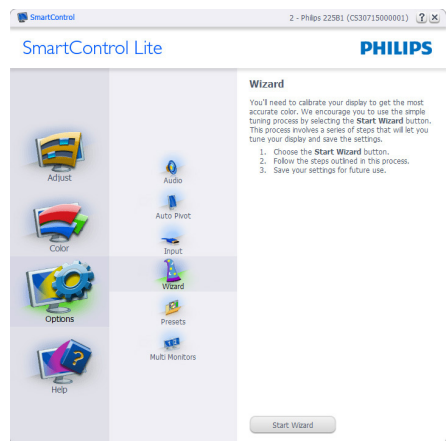 SmartControl
2 - Philips 225B1 (CS30715000001)
SmartControl Lite
PHILIPS
Adjust
Color
Options
Help
Audio
Auto Pivot
Input
Wizard
Presets
Multi Monitors
Wizard
You'll need to calibrate your display to get the most
accurate color. We encourage you to use the simple
tuning process by selecting the Start Wizard button.
This process involves a series of steps that will let you
tune your display and save the settings.
1. Choose the Start Wizard button.
2. Follow the steps outlined in this process.
3. Save your settings for future use.
Start Wizard